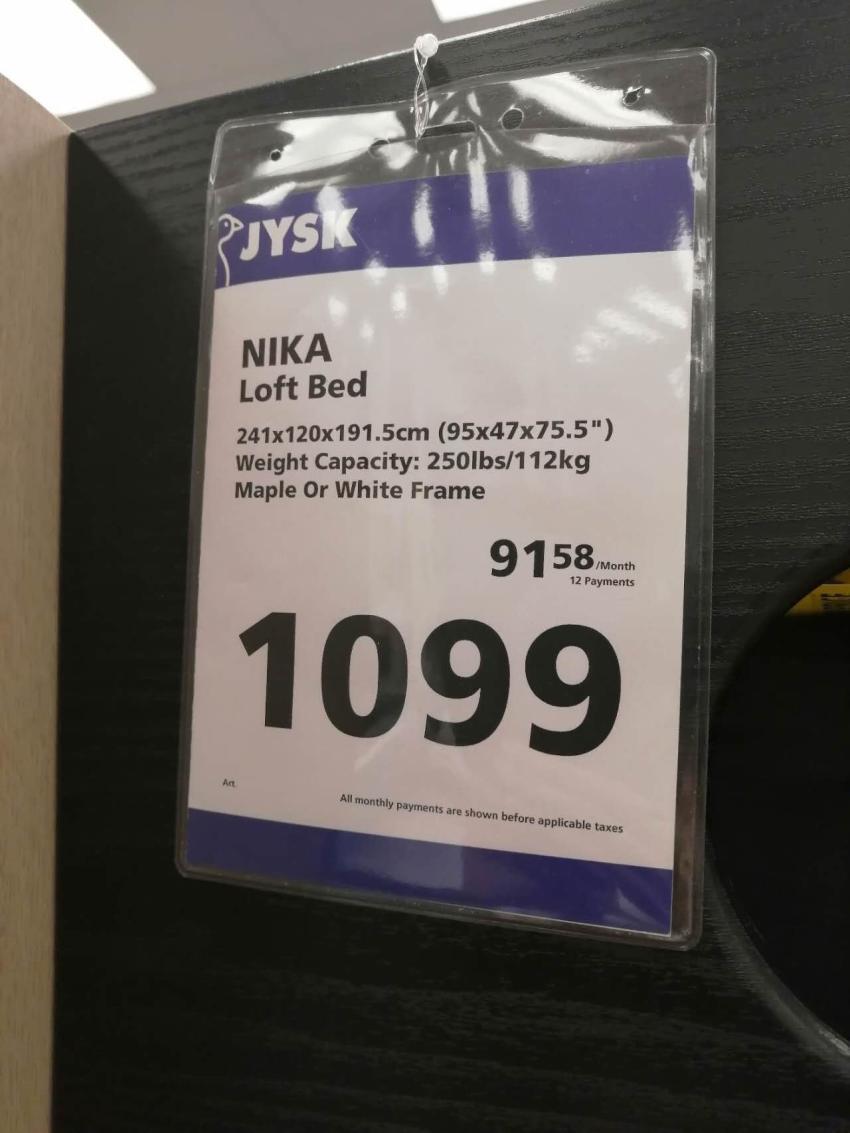 JYSK
NIKA
Loft Bed
241x120x191.5cm (95x47x75.5")
Weight Capacity: 250lbs/112kg
Maple Or White Frame
9158/Month
12 Payments
1099
Art.
All monthly payments are shown before applicable taxes